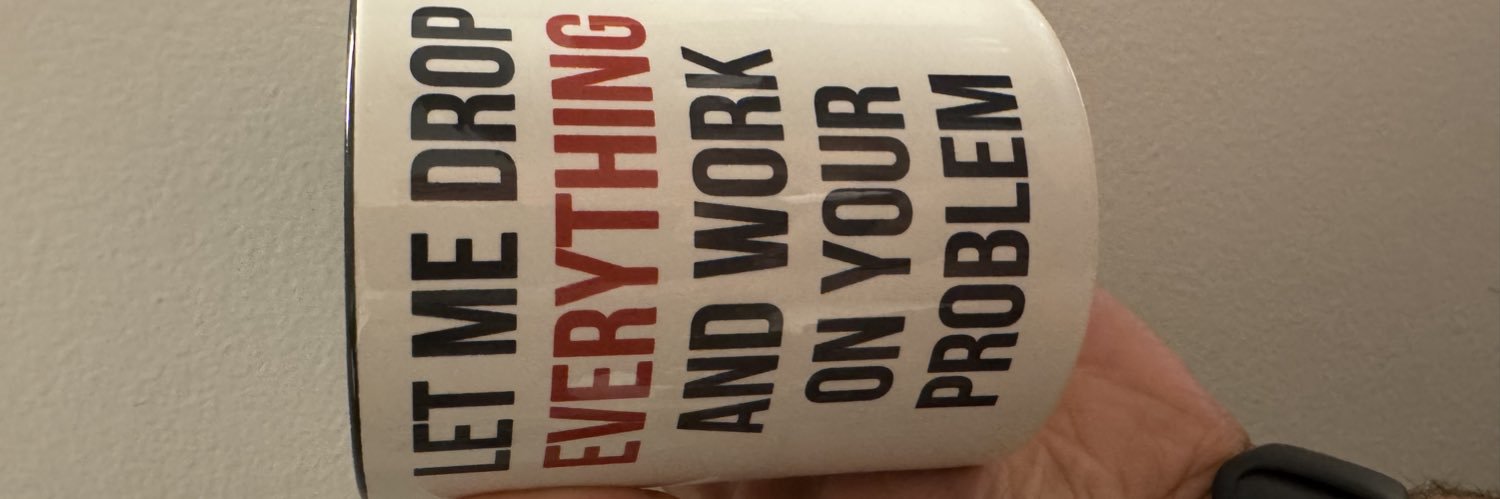 LET ME DROP
EVERYTHING
AND WORK
ON YOUR
PROBLEM